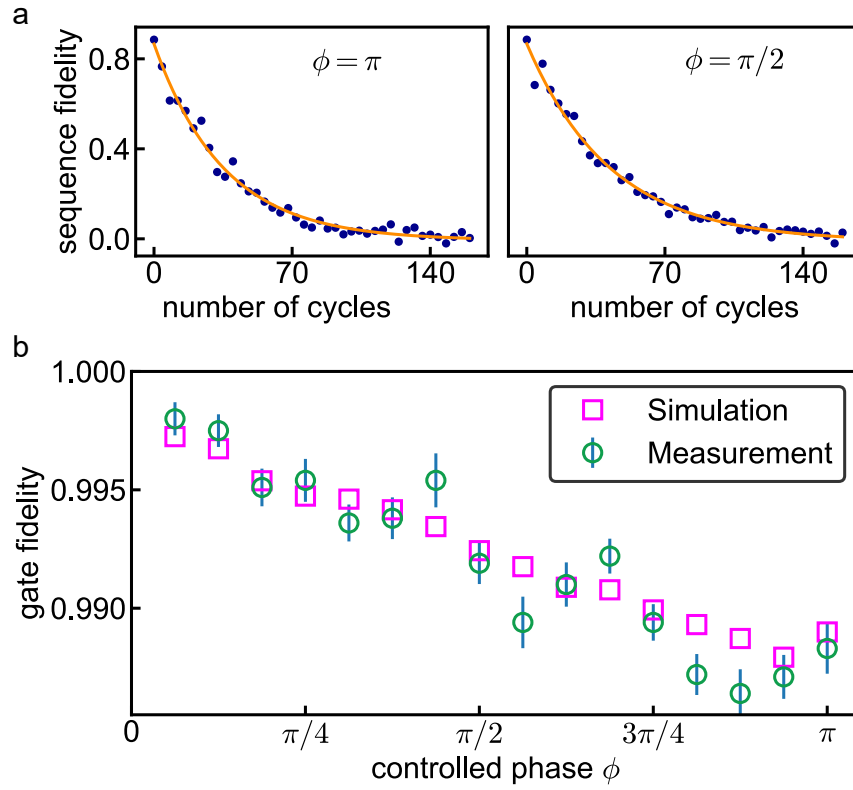 a
sequence fidelity
0.8
0.4
0.0
ϕ = π
0 70 140
number of cycles
ϕ = π/2
0 70 140
number of cycles
b
gate fidelity
1.000
0.995
0.990
Simulation
Measurement
0 π/4 π/2 3π/4 π
controlled phase ϕ